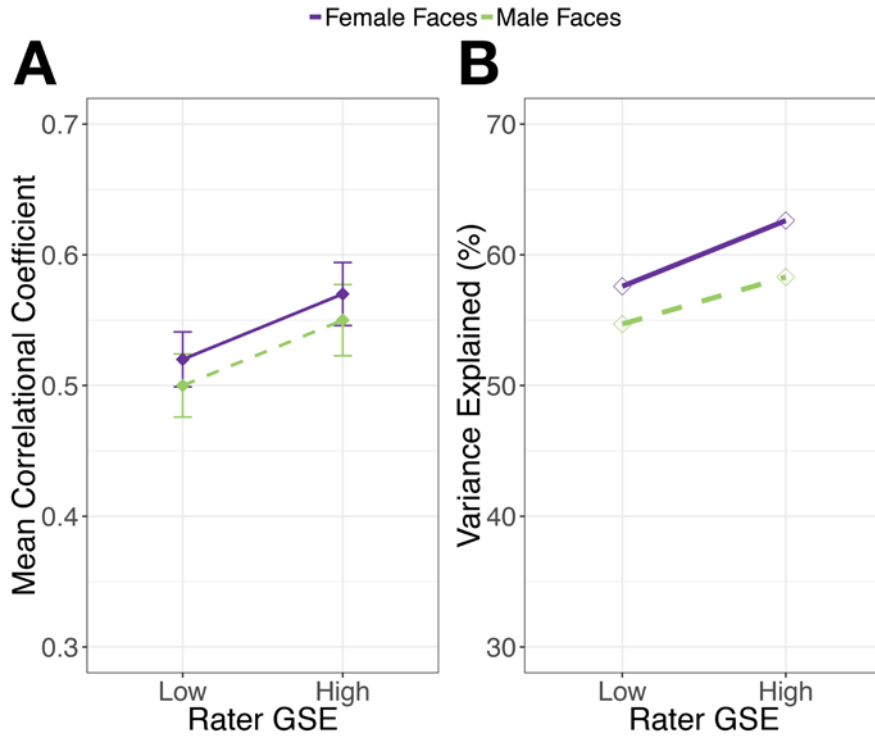 Female Faces Male Faces
A
Mean Correlational Coefficient
0.7
0.6
0.5
0.4
0.3
Low High
Rater GSE
B
Variance Explained (%)
70
60
50
40
30
Low High
Rater GSE